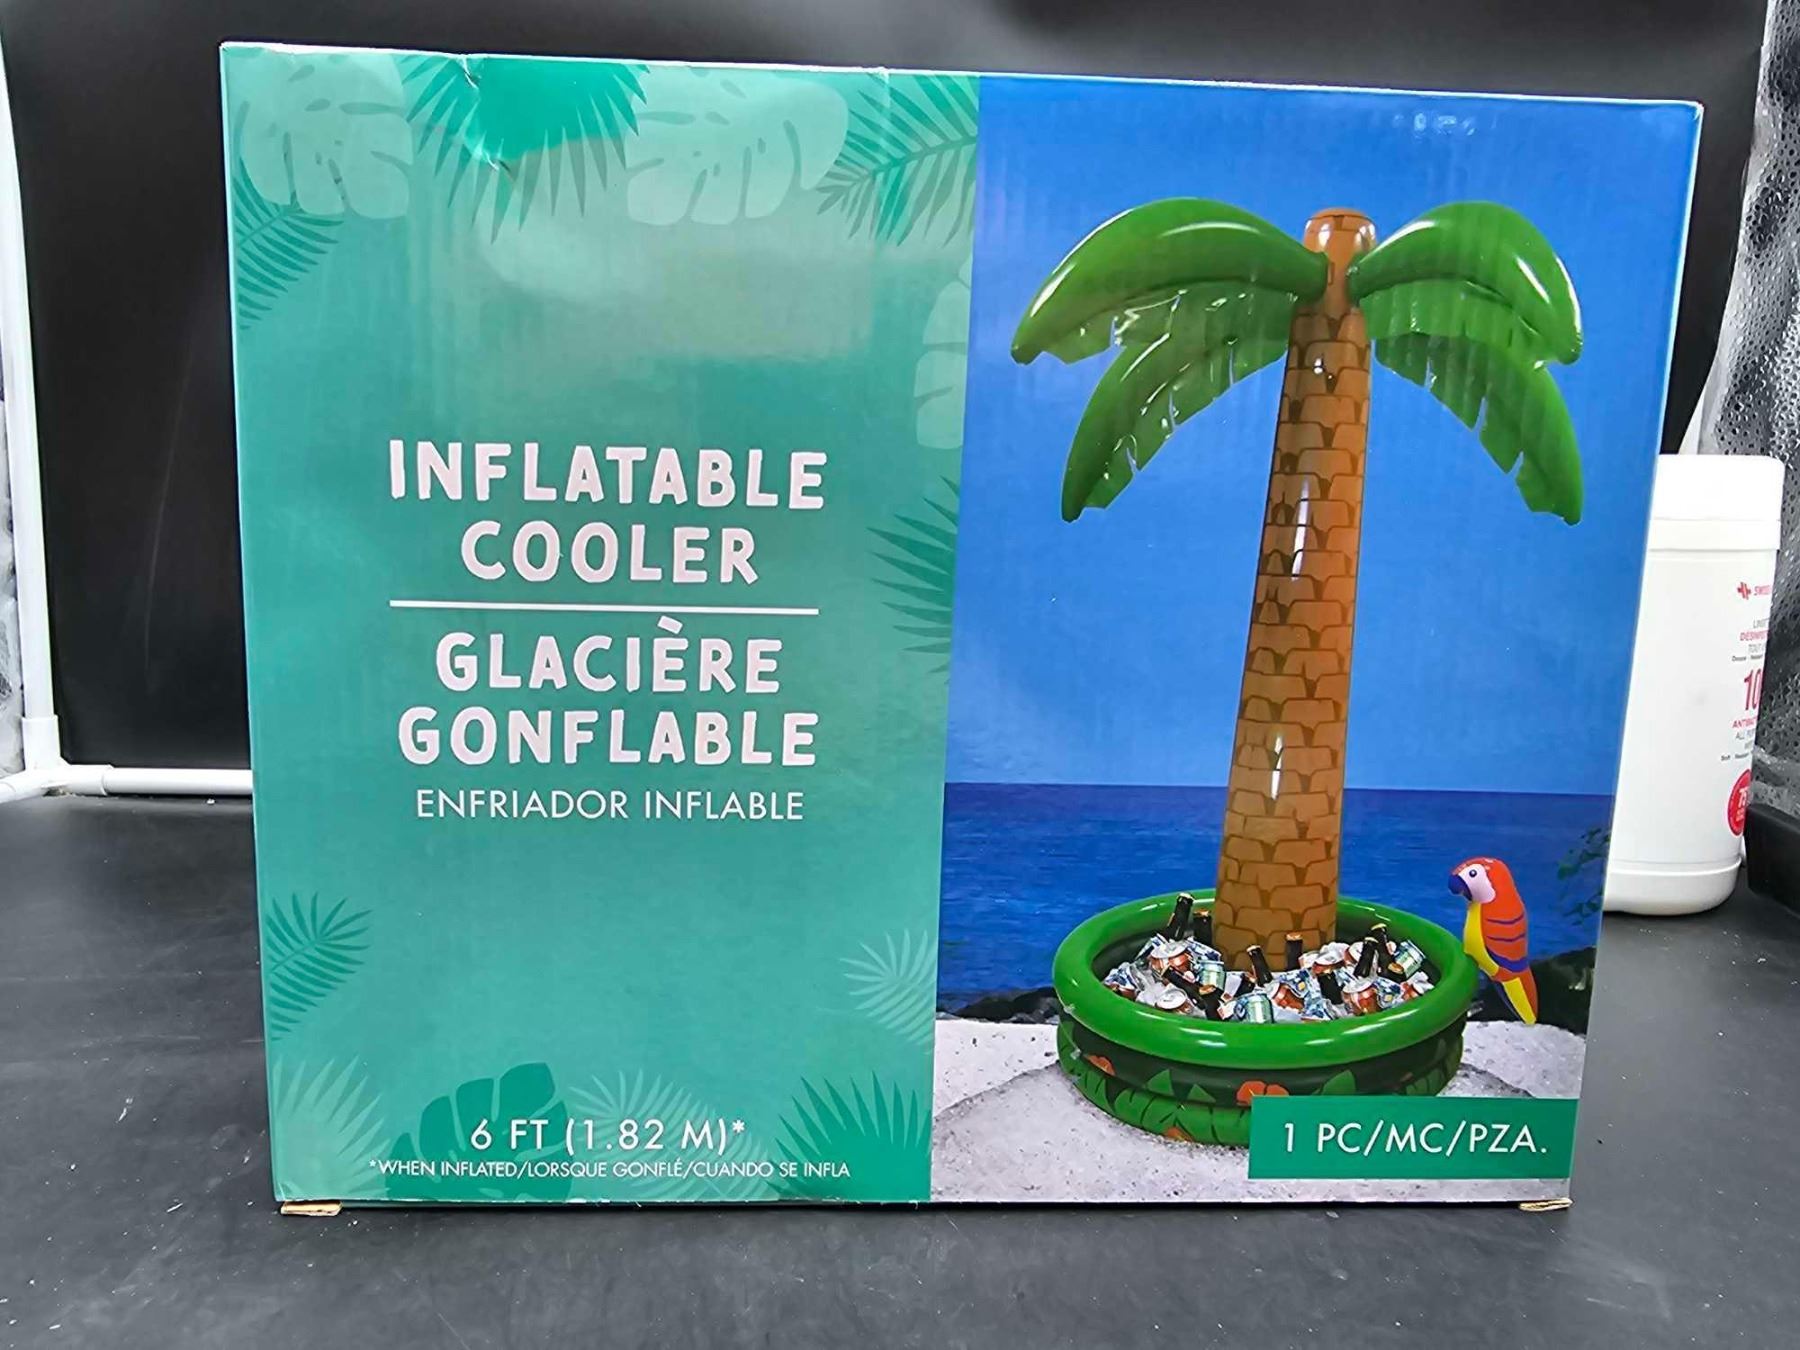 INFLATABLE
COOLER
GLACIÈRE
GONFLABLE
ENFRIADOR INFLABLE
6 FT (1.82 M)*
*WHEN INFLATED/LORSQUE GONFLÉ/CUANDO SE INFLA
1 PC/MC/PZA.